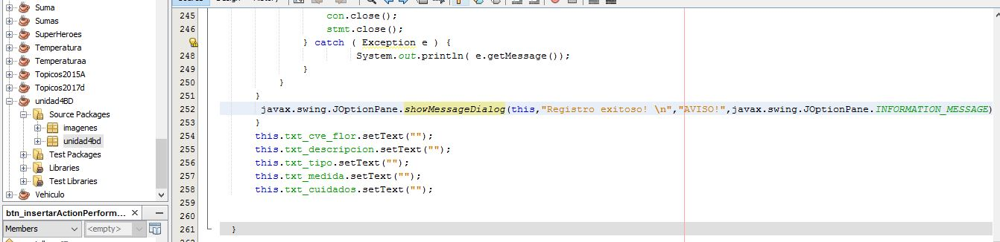 Suma
Sumas
SuperHeroes
Temperatura
Temperaturaa
Topicos2015A
Topicos2017d
unidad4BD
Source Packages
imagenes
unidad4bd
Test Packages
Libraries
Test Libraries
Vehiculo
btn_insertarActionPerform...
Members
<empty>
245 con.close();
246 stmt.close();
} catch ( Exception e ) {
248 System.out.println( e.getMessage());
249 }
250 }
251 }
252 javax.swing.JOptionPane.showMessageDialog(this,"Registro exitoso! \n","AVISO!",javax.swing.JOptionPane.INFORMATION_MESSAGE)
253 }
254 this.txt_cve_flor.setText("");
255 this.txt_descripcion.setText("");
256 this.txt_tipo.setText("");
257 this.txt_medida.setText("");
258 this.txt_cuidados.setText("");
259
260
261 }